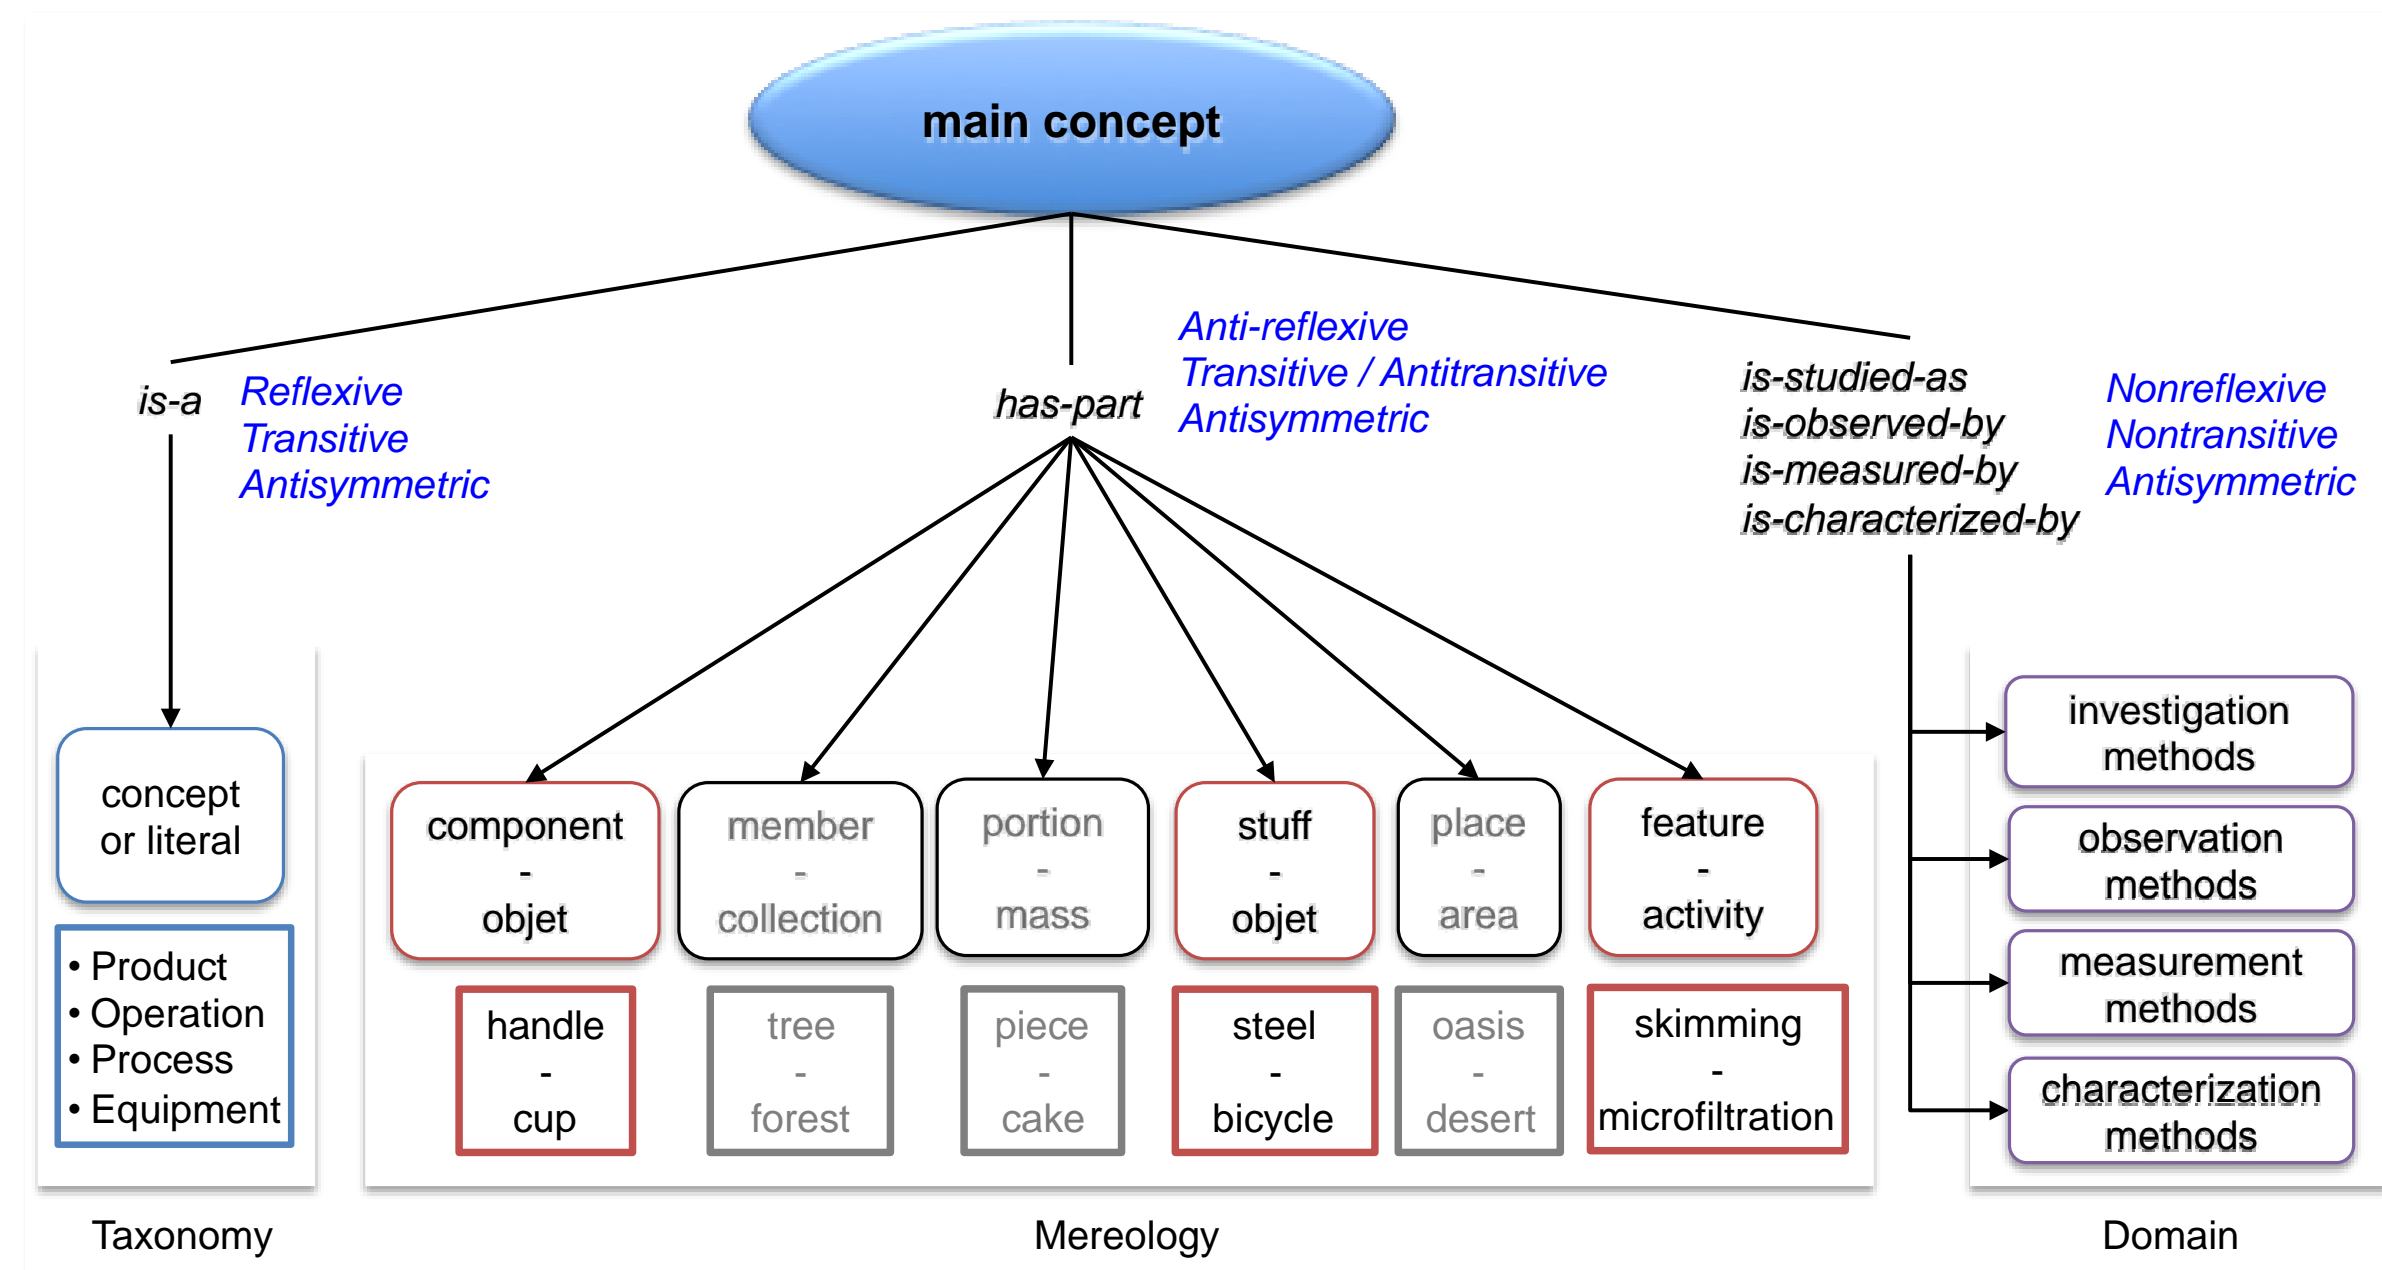 main concept
is-a
Reflexive
Transitive
Antisymmetric
has-part
Anti-reflexive
Transitive / Antitransitive
Antisymmetric
is-studied-as
is-observed-by
is-measured-by
is-characterized-by
Nonreflexive
Nontransitive
Antisymmetric
concept
or literal
• Product
• Operation
• Process
• Equipment
component
-
objet
member
-
collection
portion
-
mass
stuff
-
objet
place
-
area
feature
-
activity
handle
-
cup
tree
-
forest
piece
-
cake
steel
-
bicycle
oasis
-
desert
skimming
-
microfiltration
investigation
methods
observation
methods
measurement
methods
characterization
methods
Taxonomy
Mereology
Domain